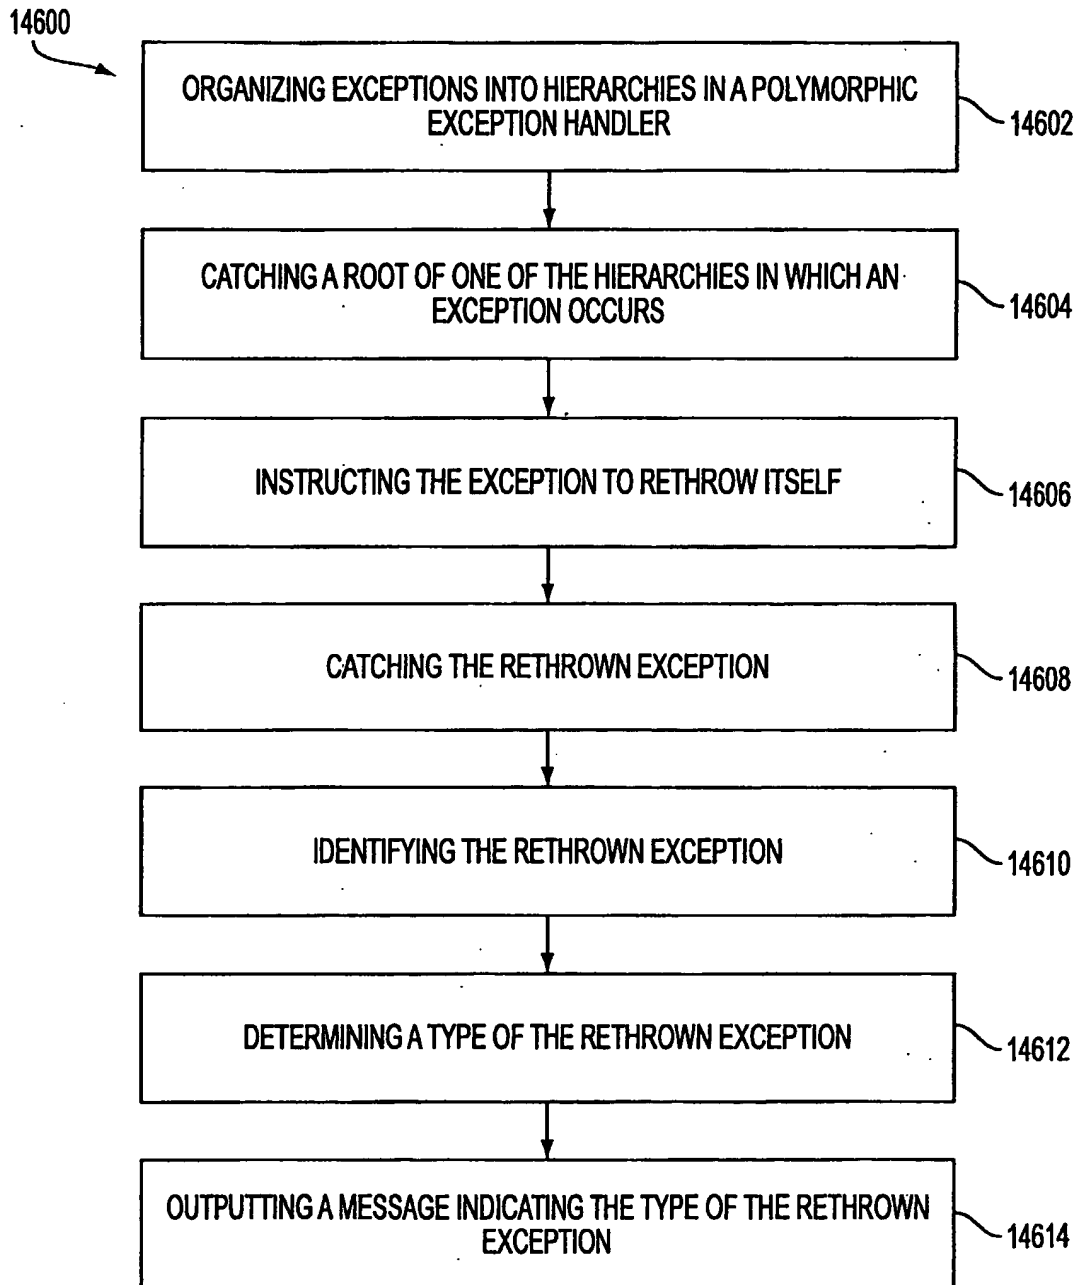 14600
ORGANIZING EXCEPTIONS INTO HIERARCHIES IN A POLYMORPHIC
EXCEPTION HANDLER
14602
CATCHING A ROOT OF ONE OF THE HIERARCHIES IN WHICH AN
EXCEPTION OCCURS
14604
INSTRUCTING THE EXCEPTION TO RETHROW ITSELF
14606
CATCHING THE RETHROWN EXCEPTION
14608
IDENTIFYING THE RETHROWN EXCEPTION
14610
DETERMINING A TYPE OF THE RETHROWN EXCEPTION
14612
OUTPUTTING A MESSAGE INDICATING THE TYPE OF THE RETHROWN
EXCEPTION
14614